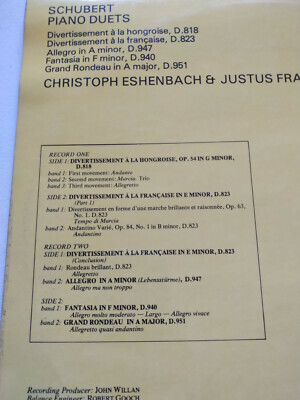 SCHUBERT
PIANO DUETS
Divertissement à la hongroise, D.818
Divertissement à la française, D.823
Allegro in A minor, D.947
Fantasia in F minor, D.940
Grand Rondeau in A major, D.951
CHRISTOPH ESHENBACH & JUSTUS FRA
RECORD ONE
SIDE 1: DIVERTISSEMENT À LA HONGROISE, OP. 54 IN G MINOR,
D.818
band 1: First movement: Andante
band 2: Second movement: Marcia. Trio
band 3: Third movement: Allegretto
SIDE 2: DIVERTISSEMENT À LA FRANÇAISE IN E MINOR, D.823
(Part 1)
band 1: Divertissement en forme d'une marche brillante et raisonnée, Op. 63,
No. 1. D.823
Tempo di Marcia
band 2: Andantino Varié, Op. 84, No. 1 in B minor, D.823
Andantino
RECORD TWO
SIDE 1: DIVERTISSEMENT À LA FRANÇAISE IN E MINOR, D.823
(Conclusion)
band 1: Rondeau brillant, D.823
Allegretto
band 2: ALLEGRO IN A MINOR (Lebensstürme), D.947
Allegro ma non troppo
SIDE 2:
band 1: FANTASIA IN F MINOR, D.940
Allegro molto moderato — Largo — Allegro vivace
band 2: GRAND RONDEAU IN A MAJOR, D.951
Allegretto quasi andantino
Recording Producer: JOHN WILLAN
Balance Engineer: ROBERT GOOCH